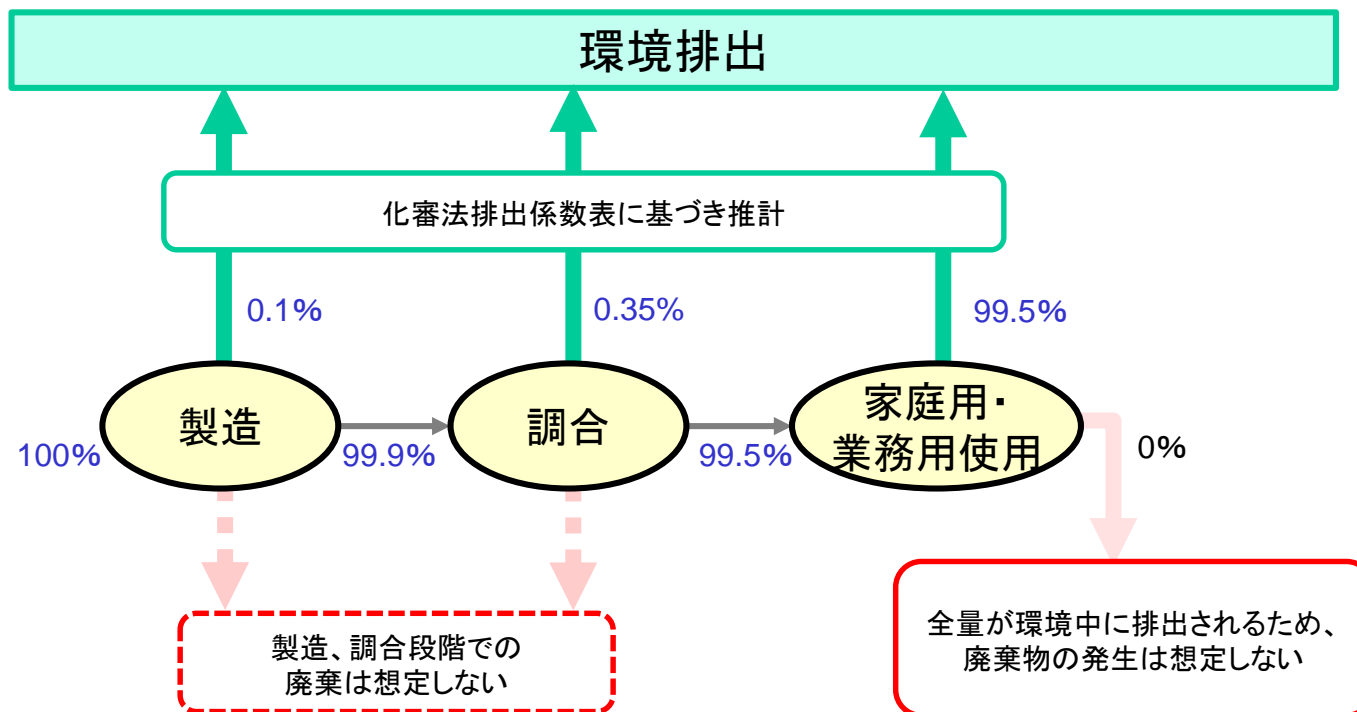 環境排出
化審法排出係数表に基づき推計
0.1%
0.35%
99.5%
製造
調合
家庭用・
業務用使用
100%
99.9%
99.5%
0%
製造、調合段階での
廃棄は想定しない
全量が環境中に排出されるため、
廃棄物の発生は想定しない